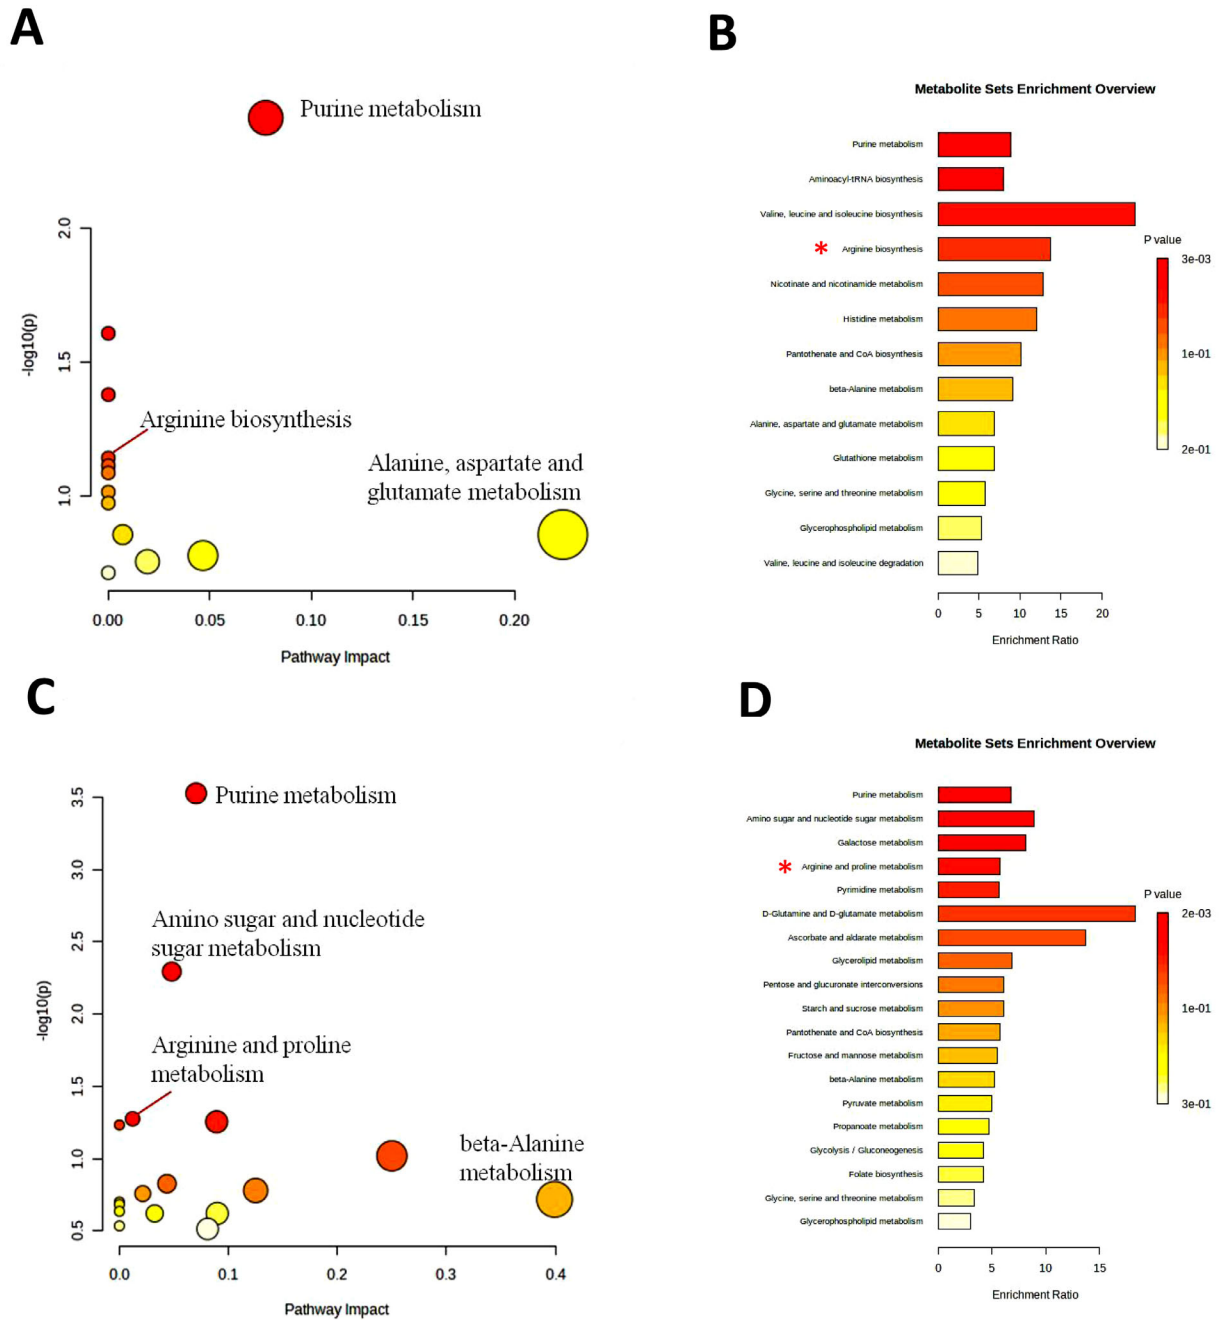 A
Purine metabolism
2.0
1.5
1.0
-log10(p)
Arginine biosynthesis
Alanine, aspartate and
glutamate metabolism
0.00 0.05 0.10 0.15 0.20
Pathway Impact
B
Metabolite Sets Enrichment Overview
Purine metabolism
Aminoacyl-tRNA biosynthesis
Valine, leucine and isoleucine biosynthesis
* Arginine biosynthesis
Nicotinate and nicotinamide metabolism
Histidine metabolism
Pantothenate and CoA biosynthesis
beta-Alanine metabolism
Alanine, aspartate and glutamate metabolism
Glutathione metabolism
Glycine, serine and threonine metabolism
Glycerophospholipid metabolism
Valine, leucine and isoleucine degradation
0 5 10 15 20
Enrichment Ratio
P value
3e-03
1e-01
2e-01
C
Purine metabolism
3.5
3.0
2.5
2.0
1.5
1.0
0.5
-log10(p)
Amino sugar and nucleotide
sugar metabolism
Arginine and proline
metabolism
beta-Alanine
metabolism
0.0 0.1 0.2 0.3 0.4
Pathway Impact
D
Metabolite Sets Enrichment Overview
Purine metabolism
Amino sugar and nucleotide sugar metabolism
Galactose metabolism
* Arginine and proline metabolism
Pyrimidine metabolism
D-Glutamine and D-glutamate metabolism
Ascorbate and aldarate metabolism
Glycerolipid metabolism
Pentose and glucuronate interconversions
Starch and sucrose metabolism
Pantothenate and CoA biosynthesis
Fructose and mannose metabolism
beta-Alanine metabolism
Pyruvate metabolism
Propanoate metabolism
Glycolysis / Gluconeogenesis
Folate biosynthesis
Glycine, serine and threonine metabolism
Glycerophospholipid metabolism
0 5 10 15
Enrichment Ratio
P value
2e-03
1e-01
3e-01